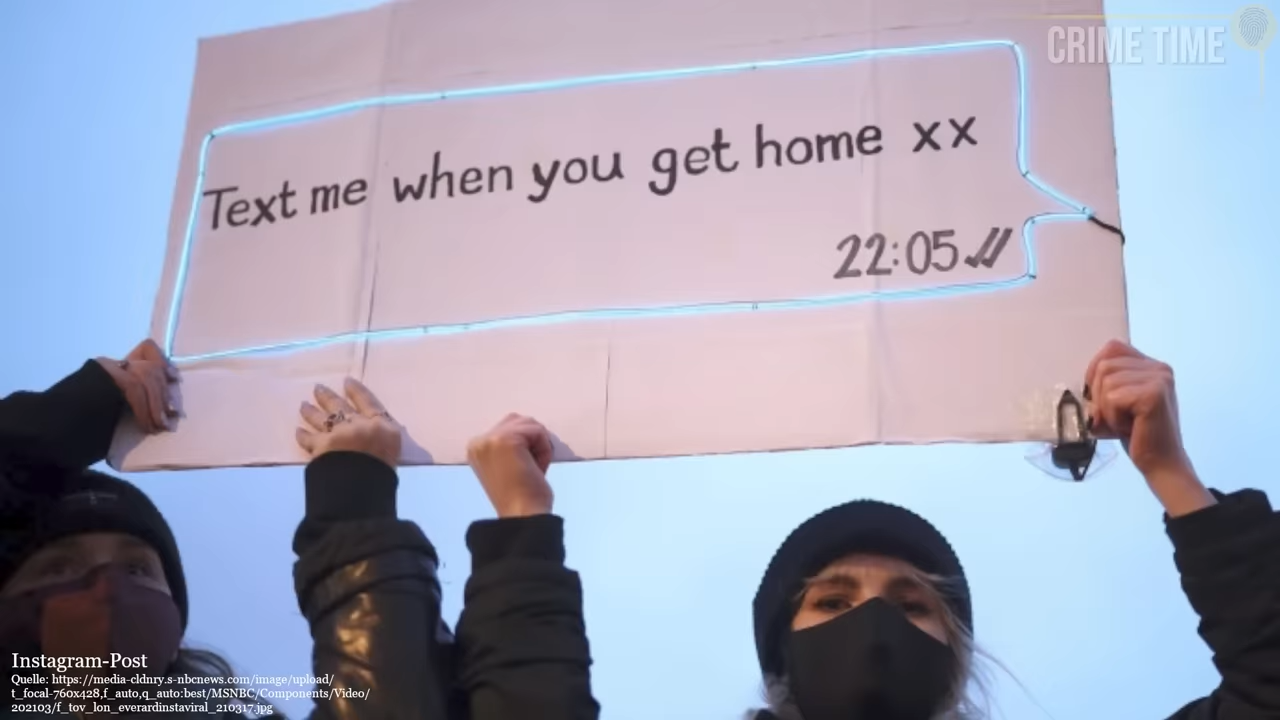 CRIME TIME
Text me when you get home xx
22:05
Instagram-Post
Quelle: https://media-cldnry.s-nbcnews.com/image/upload/
t_focal-760x428,f_auto,q_auto:best/MSNBC/Components/Video/
202103/f_tov_lon_everardinstaviral_210317.jpg